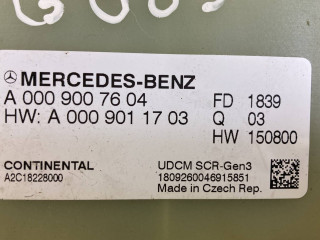 MERCEDES-BENZ
A 000 900 76 04 FD 1839
HW: A 000 901 17 03 Q 03
HW 150800
CONTINENTAL UDCM SCR-Gen3
A2C18228000 1809260046915851
Made in Czech Rep.